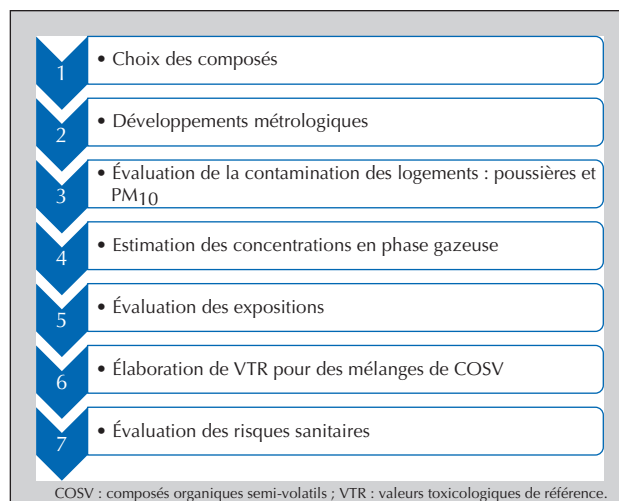 1 • Choix des composés
2 • Développements métrologiques
3 • Évaluation de la contamination des logements : poussières et
PM10
4 • Estimation des concentrations en phase gazeuse
5 • Évaluation des expositions
6 • Élaboration de VTR pour des mélanges de COSV
7 • Évaluation des risques sanitaires
COSV : composés organiques semi-volatils ; VTR : valeurs toxicologiques de référence.